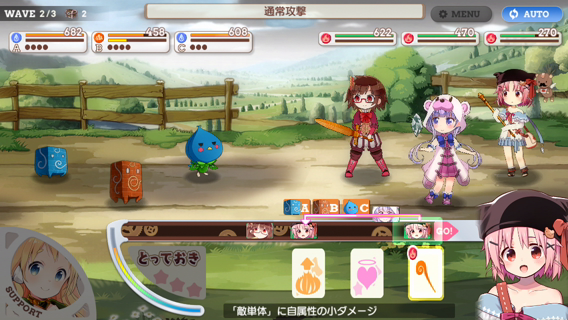 WAVE 2/3
2
通常攻撃
MENU
AUTO
682
458
608
622
470
270
A
B
C
A
B
C
GO!
とっておき
SUPPORT
「敵単体」に自属性の小ダメージ